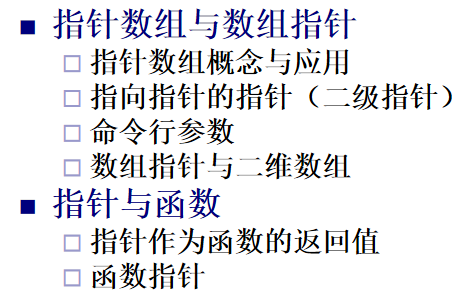 指针数组与数组指针
指针数组概念与应用
指向指针的指针（二级指针）
命令行参数
数组指针与二维数组
指针与函数
指针作为函数的返回值
函数指针